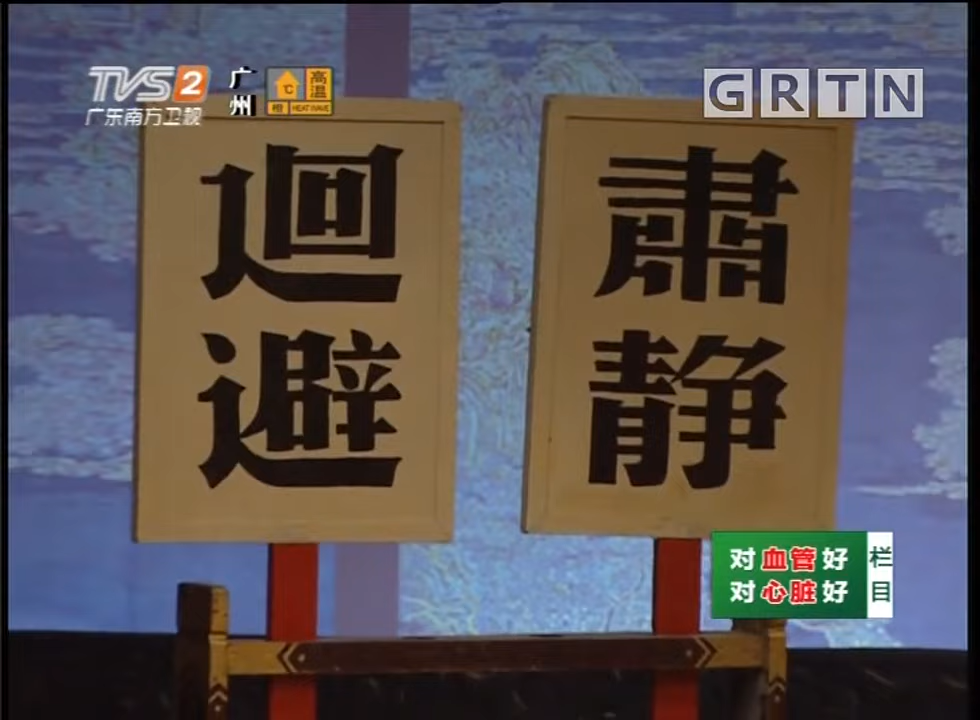 TVS2
广东南方卫视
广州
℃
高温
橙 HEAT WAVE
GRTN
迴避
肅静
对血管好
对心脏好
栏目